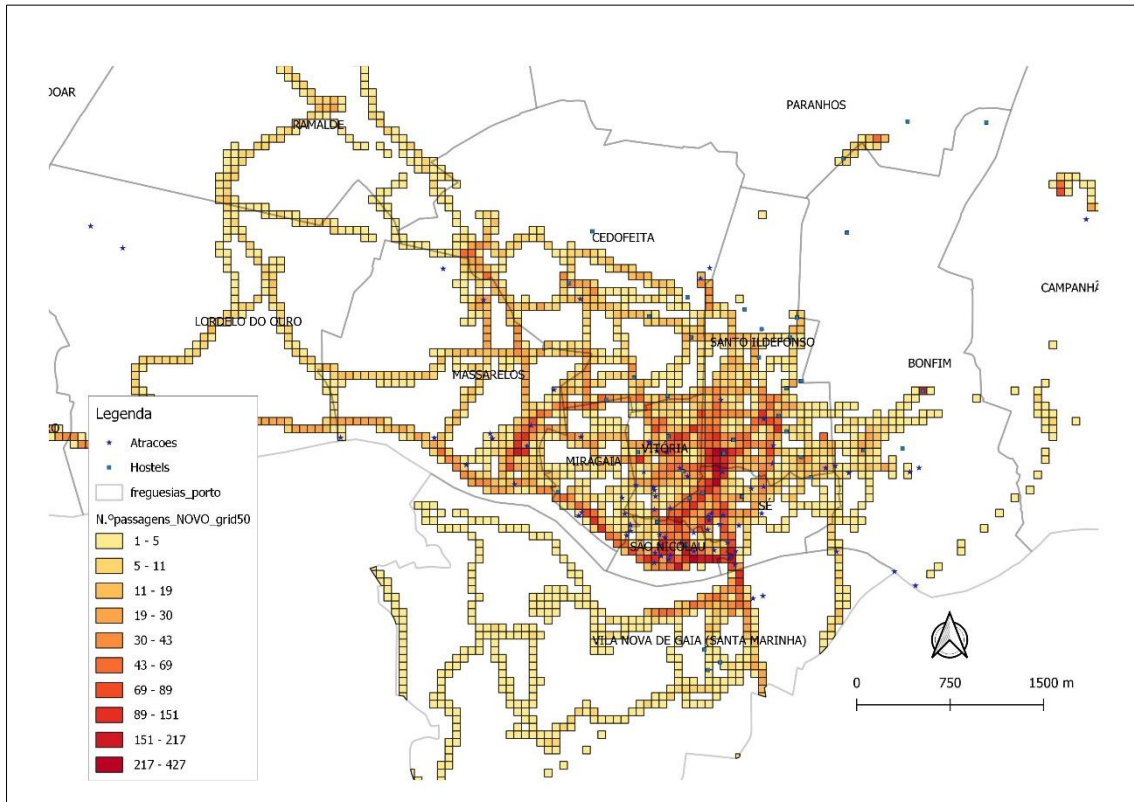 PARANHOS
DOAR
RAMALDE
CEDOFEITA
CAMPANHÃ
LORDELO DO OURO
SANTO ILDEFONSO
BONFIM
MASSARELOS
VITÓRIA
MIRAGAIA
SÉ
SÃO NICOLAU
VILA NOVA DE GAIA (SANTA MARINHA)
Legenda
Atracoes
Hostels
freguesias_porto
N.ºpassagens_NOVO_grid50
1 - 5
5 - 11
11 - 19
19 - 30
30 - 43
43 - 69
69 - 89
89 - 151
151 - 217
217 - 427
0 750 1500 m